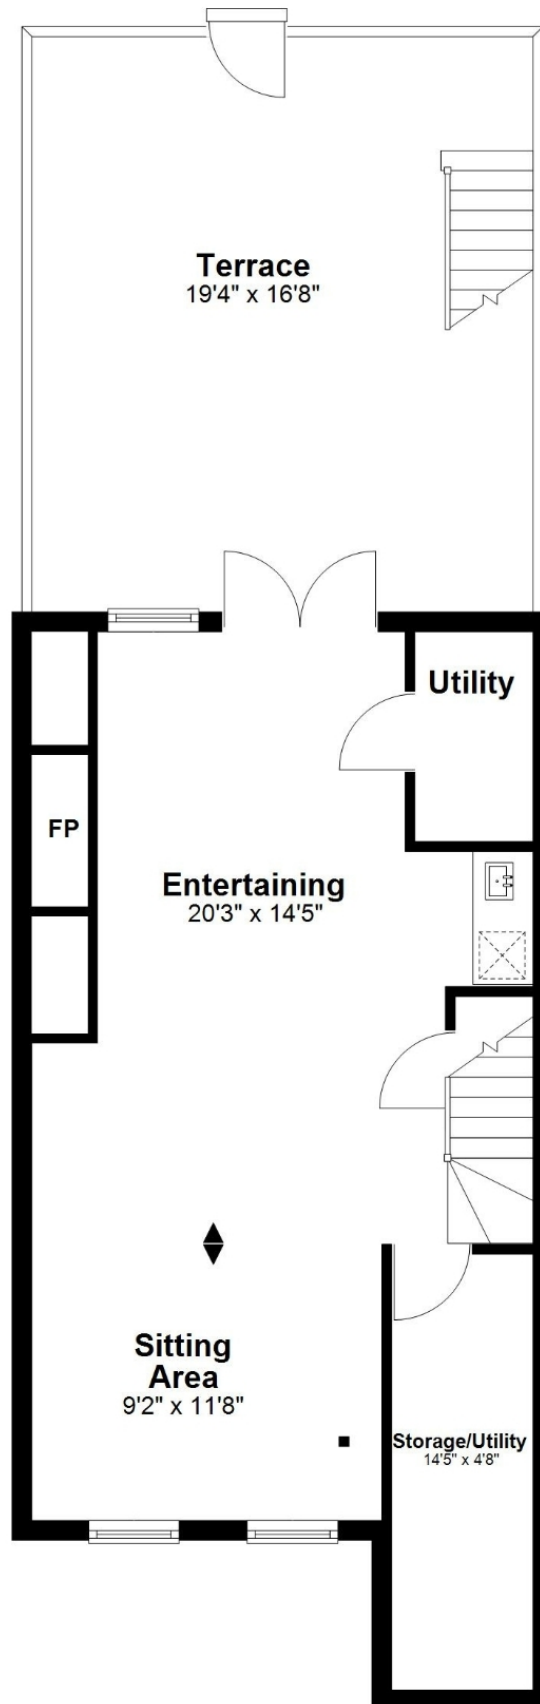 Terrace
19'4" x 16'8"
Utility
FP
Entertaining
20'3" x 14'5"
Sitting
Area
9'2" x 11'8"
Storage/Utility
14'5" x 4'8"